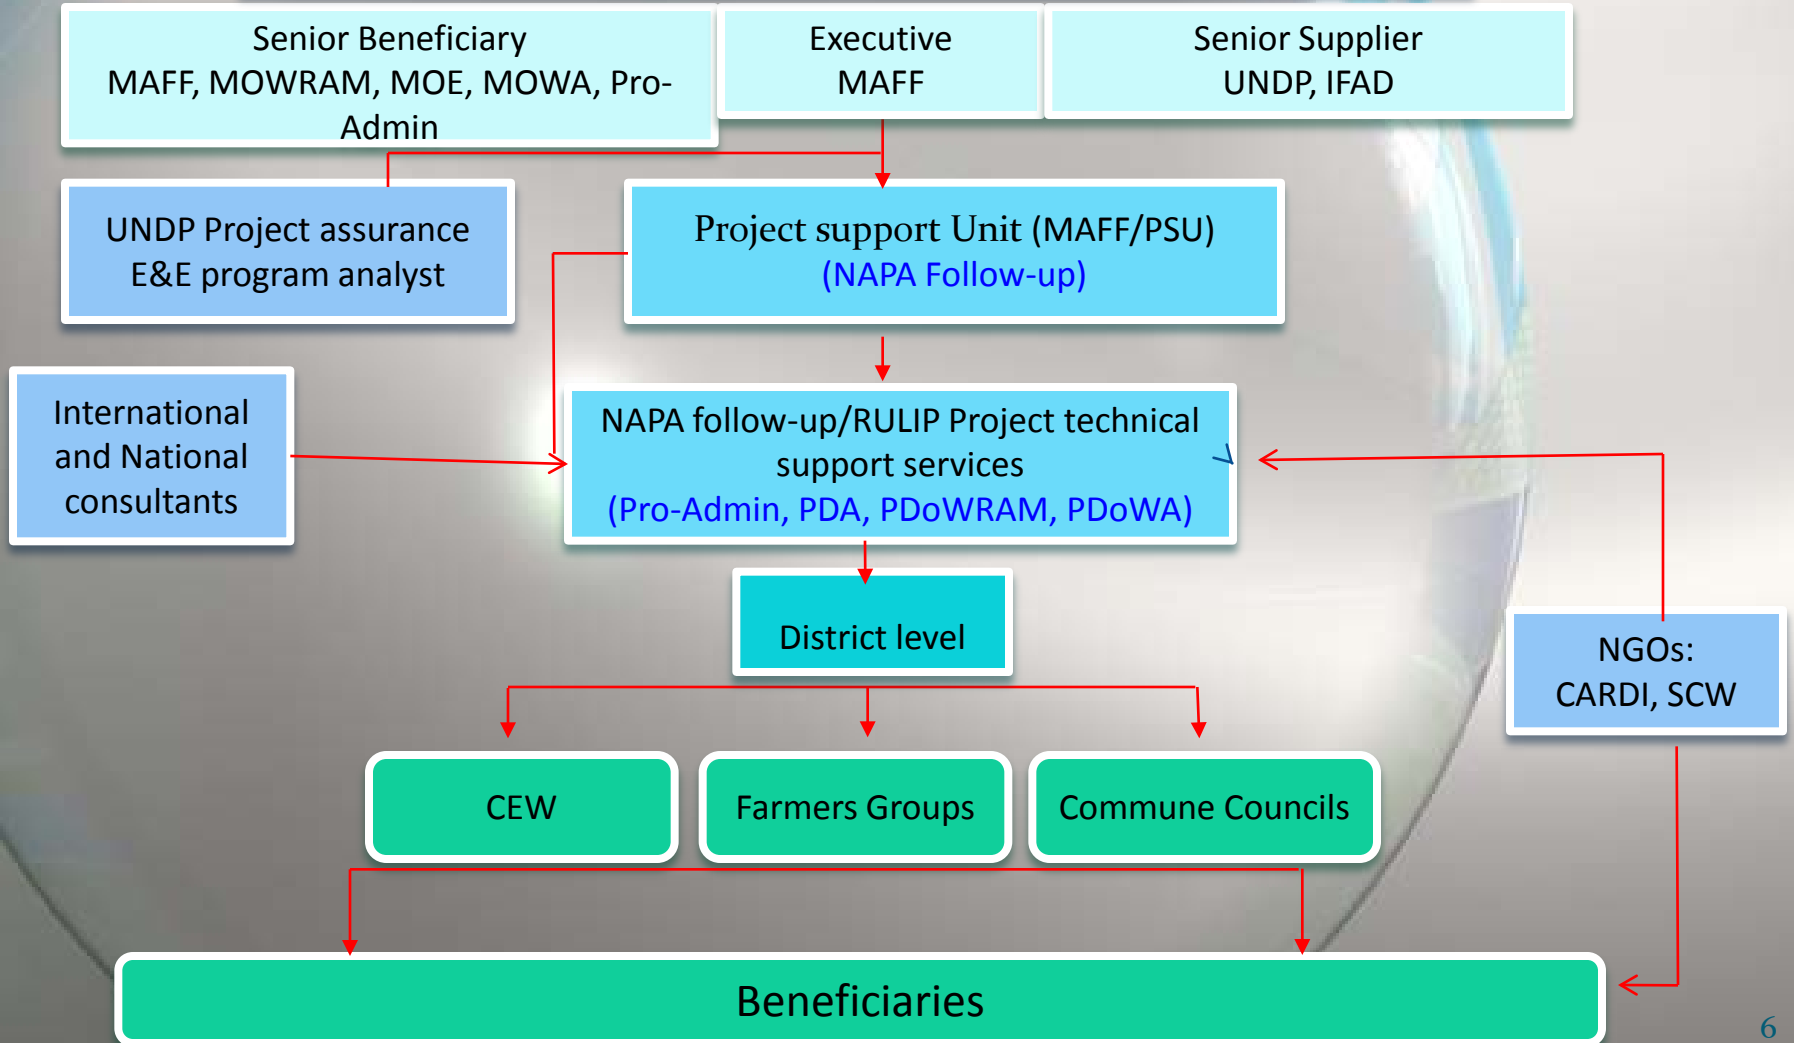 Senior Beneficiary
MAFF, MOWRAM, MOE, MOWA, Pro-
Admin
Executive
MAFF
Senior Supplier
UNDP, IFAD
UNDP Project assurance
E&E program analyst
Project support Unit (MAFF/PSU)
(NAPA Follow-up)
International
and National
consultants
NAPA follow-up/RULIP Project technical
support services
(Pro-Admin, PDA, PDoWRAM, PDoWA)
District level
NGOs:
CARDI, SCW
CEW
Farmers Groups
Commune Councils
Beneficiaries
6